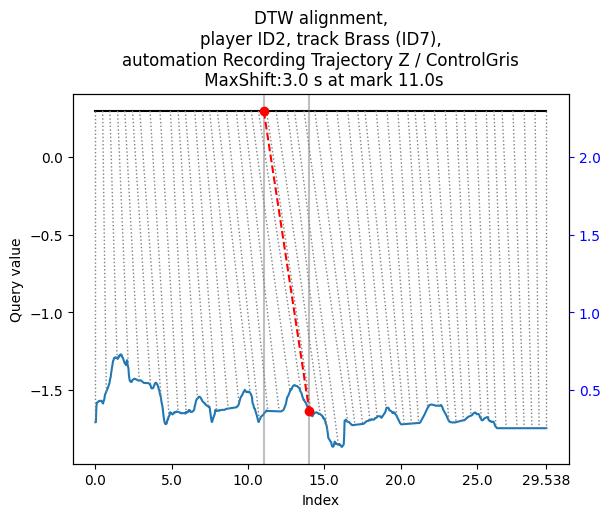 DTW alignment,
player ID2, track Brass (ID7),
automation Recording Trajectory Z / ControlGris
MaxShift:3.0 s at mark 11.0s
0.0
−0.5
−1.0
−1.5
Query value
2.0
1.5
1.0
0.5
0.0 5.0 10.0 15.0 20.0 25.0 29.538
Index